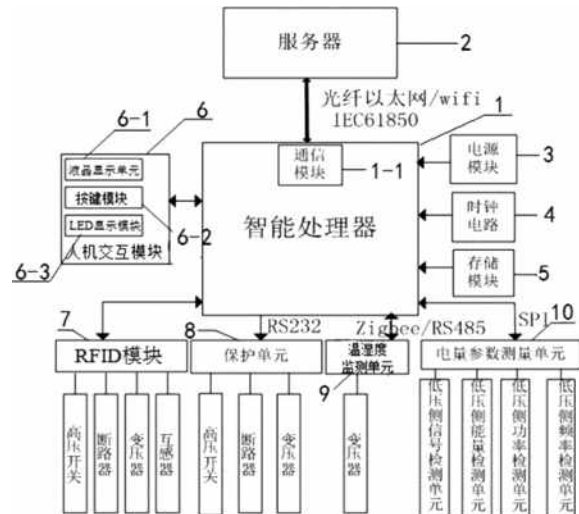 服务器
2
光纤以太网/wifi
IEC61850
1
6-1
6
液晶显示单元
按键模块
LED显示模块
人机交互模块
6-2
6-3
通信
模块
1-1
智能处理器
电源
模块
3
时钟
电路
4
存储
模块
5
RS232
Zigbee/RS485
SPI
7
8
9
10
RFID模块
保护单元
温湿度
监测单元
电量参数测量单元
高压开关
断路器
变压器
互感器
高压开关
断路器
变压器
变压器
低压侧信号检测单元
低压侧能量检测单元
低压侧功率检测单元
低压侧频率检测单元